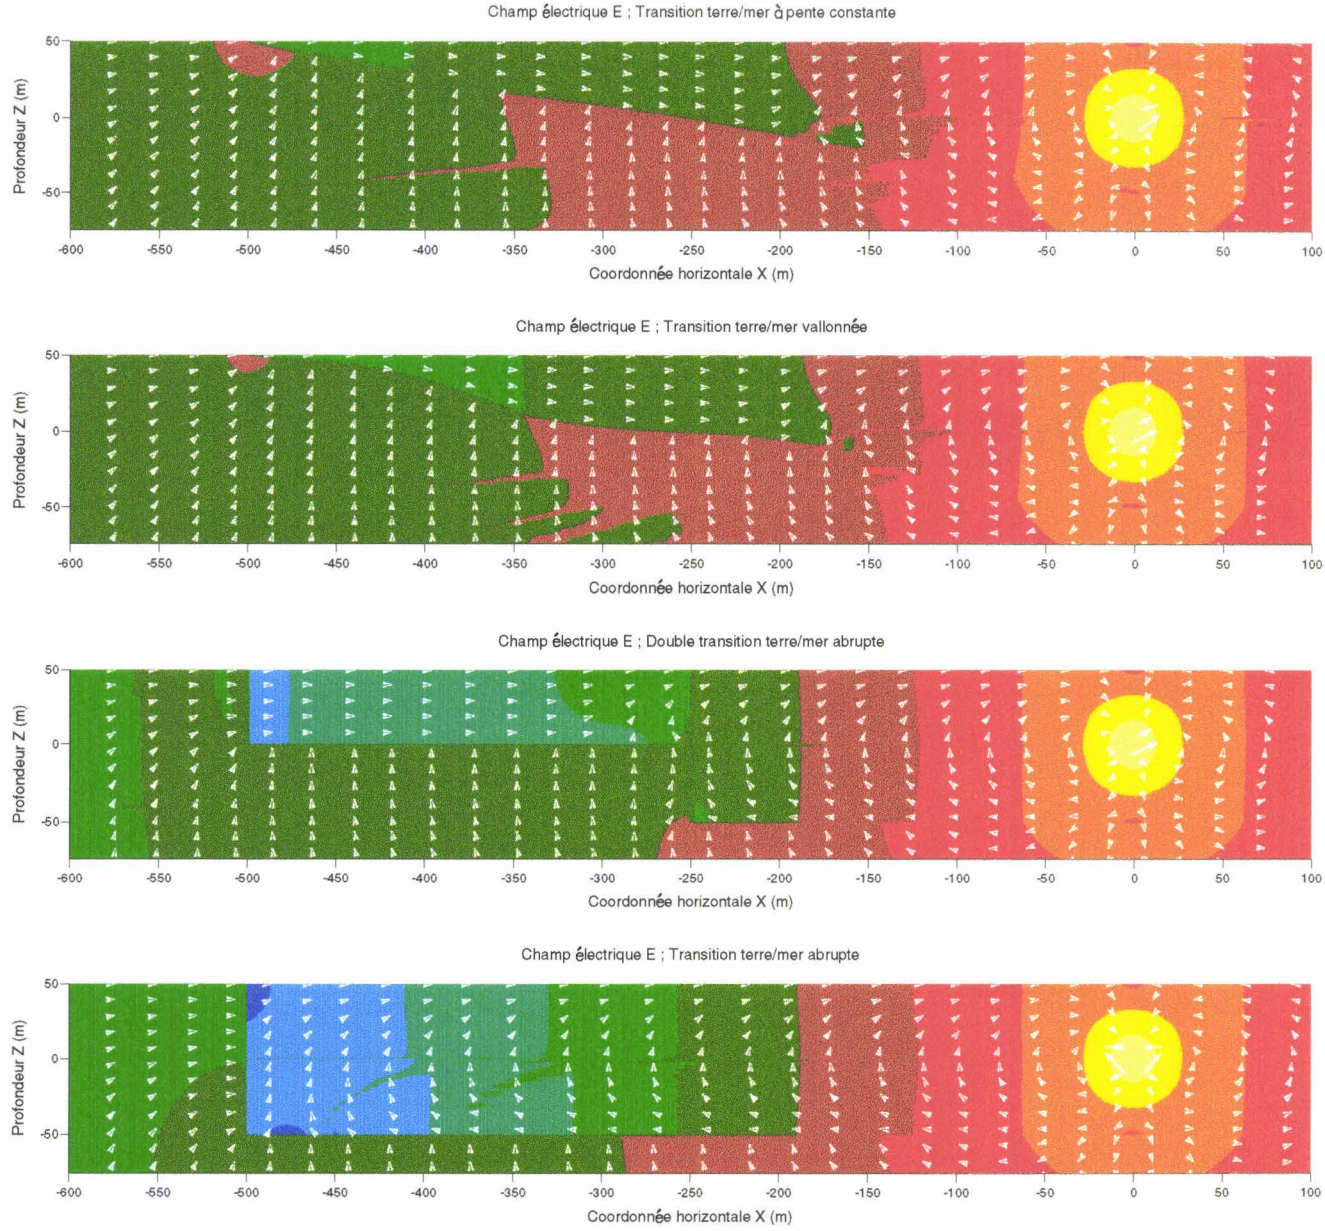 Champ électrique E ; Transition terre/mer à pente constante
Profondeur Z (m)
50
0
-50
-600 -550 -500 -450 -400 -350 -300 -250 -200 -150 -100 -50 0 50 100
Coordonnée horizontale X (m)
Champ électrique E ; Transition terre/mer vallonnée
Profondeur Z (m)
50
0
-50
-600 -550 -500 -450 -400 -350 -300 -250 -200 -150 -100 -50 0 50 100
Coordonnée horizontale X (m)
Champ électrique E ; Double transition terre/mer abrupte
Profondeur Z (m)
50
0
-50
-600 -550 -500 -450 -400 -350 -300 -250 -200 -150 -100 -50 0 50 100
Coordonnée horizontale X (m)
Champ électrique E ; Transition terre/mer abrupte
Profondeur Z (m)
50
0
-50
-600 -550 -500 -450 -400 -350 -300 -250 -200 -150 -100 -50 0 50 100
Coordonnée horizontale X (m)